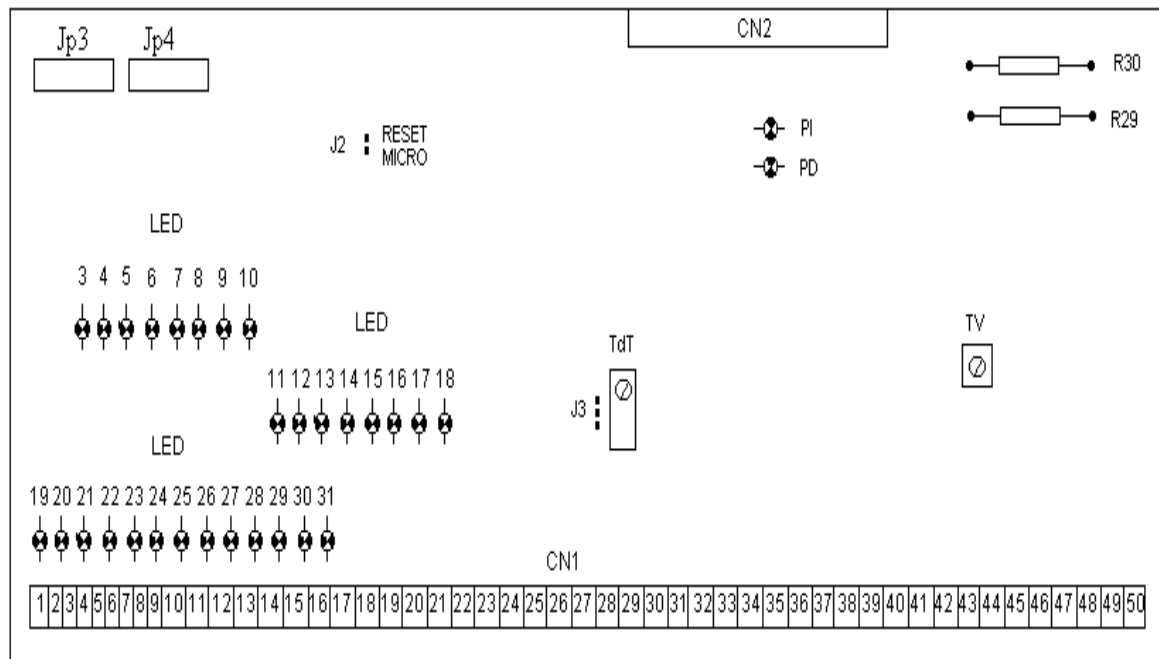 Jp3 Jp4
CN2
R30
R29
J2 RESET
MICRO
PI
PD
LED
3 4 5 6 7 8 9 10
LED
11 12 13 14 15 16 17 18
TdT
J3
TV
LED
19 20 21 22 23 24 25 26 27 28 29 30 31
CN1
1 2 3 4 5 6 7 8 9 10 11 12 13 14 15 16 17 18 19 20 21 22 23 24 25 26 27 28 29 30 31 32 33 34 35 36 37 38 39 40 41 42 43 44 45 46 47 48 49 50